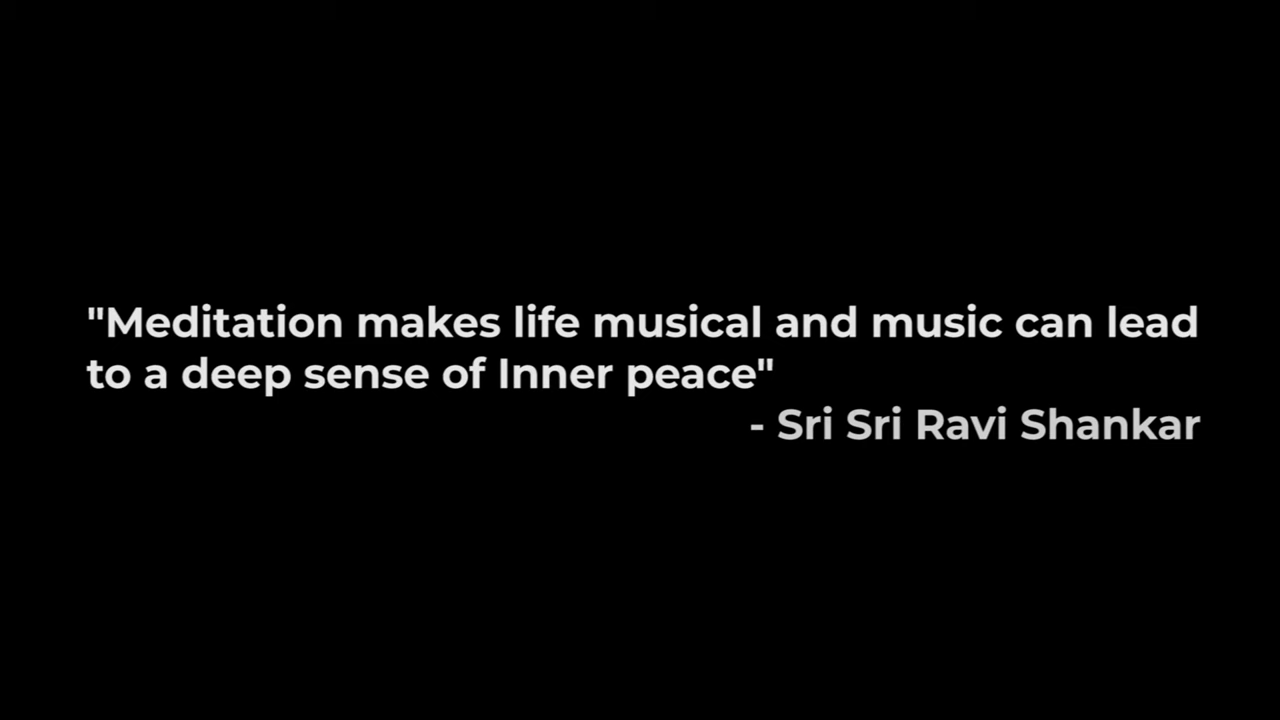 "Meditation makes life musical and music can lead
to a deep sense of Inner peace"
- Sri Sri Ravi Shankar